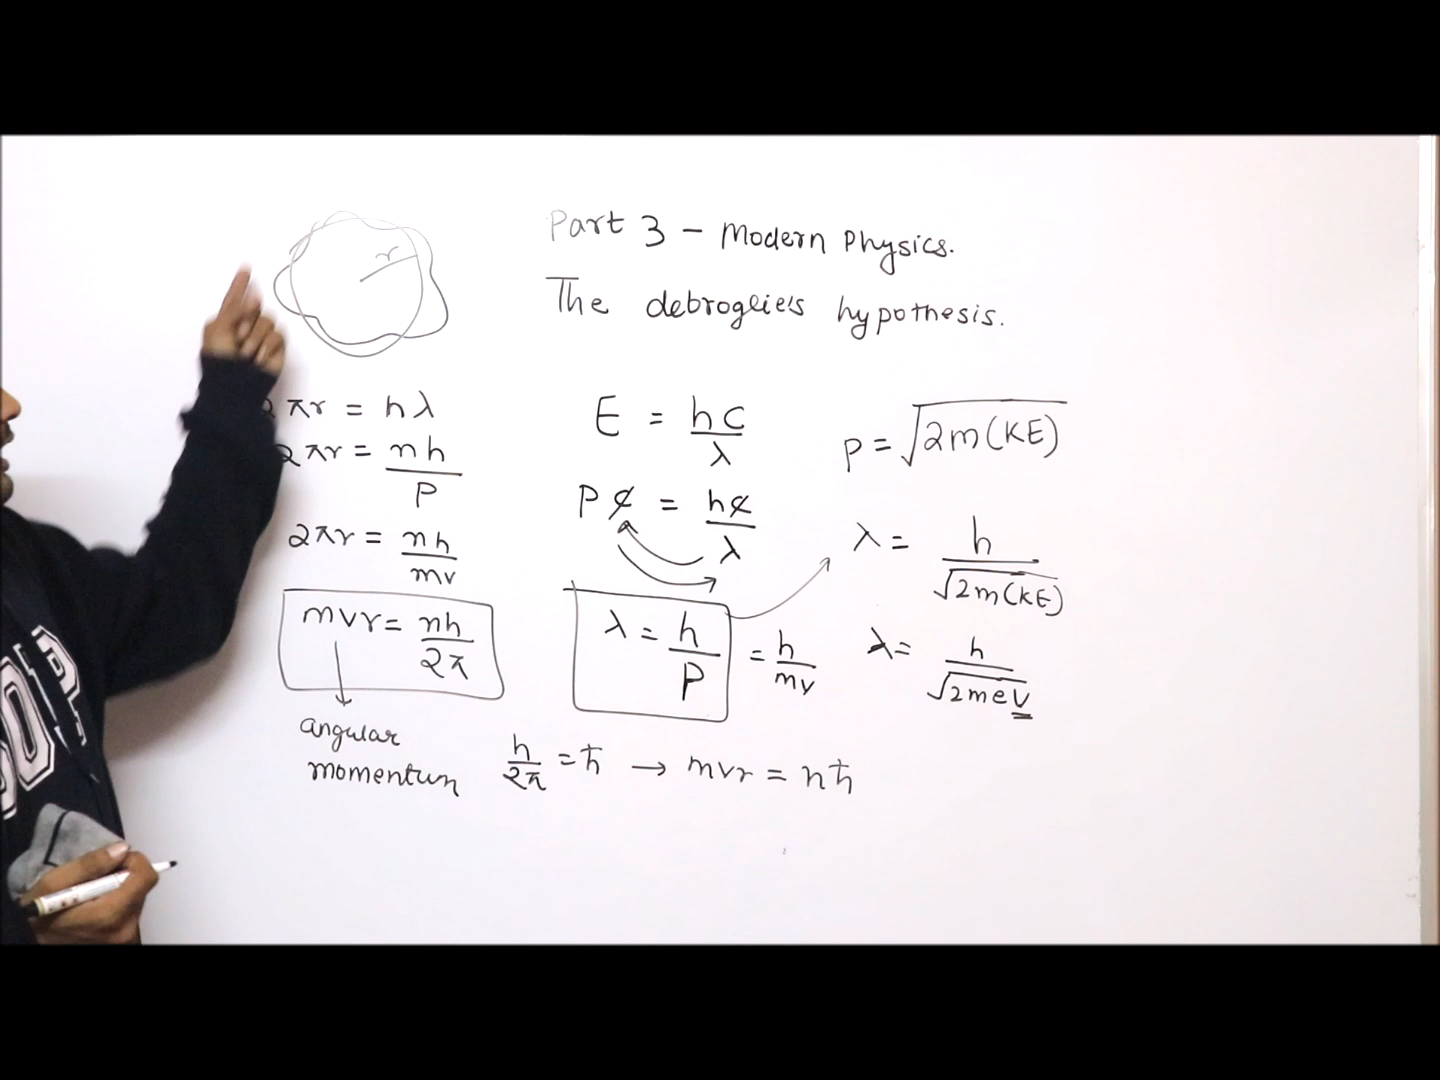 r
Part 3 - Modern Physics.
The debroglie's hypothesis.
2πr = nλ
2πr = nh/P
2πr = nh/mv
mvr = nh/2π
angular
momentum
E = hc/λ
Pc = hc/λ
λ = h/P = h/mv
P = √2m(KE)
λ = h/√2m(KE)
λ = h/√2meV
h/2π = ħ → mvr = nħ